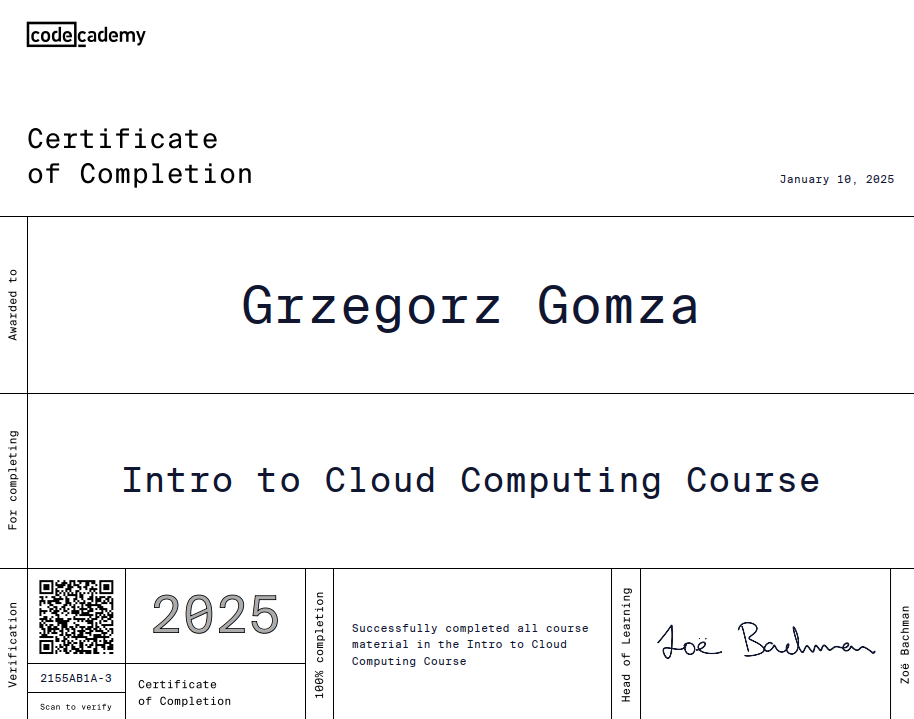 codecademy
Certificate
of Completion
January 10, 2025
Awarded to
Grzegorz Gomza
For completing
Intro to Cloud Computing Course
Verification
2155AB1A-3
Scan to verify
2025
Certificate
of Completion
100% completion
Successfully completed all course
material in the Intro to Cloud
Computing Course
Head of Learning
Zoë Bachman
Zoë Bachman